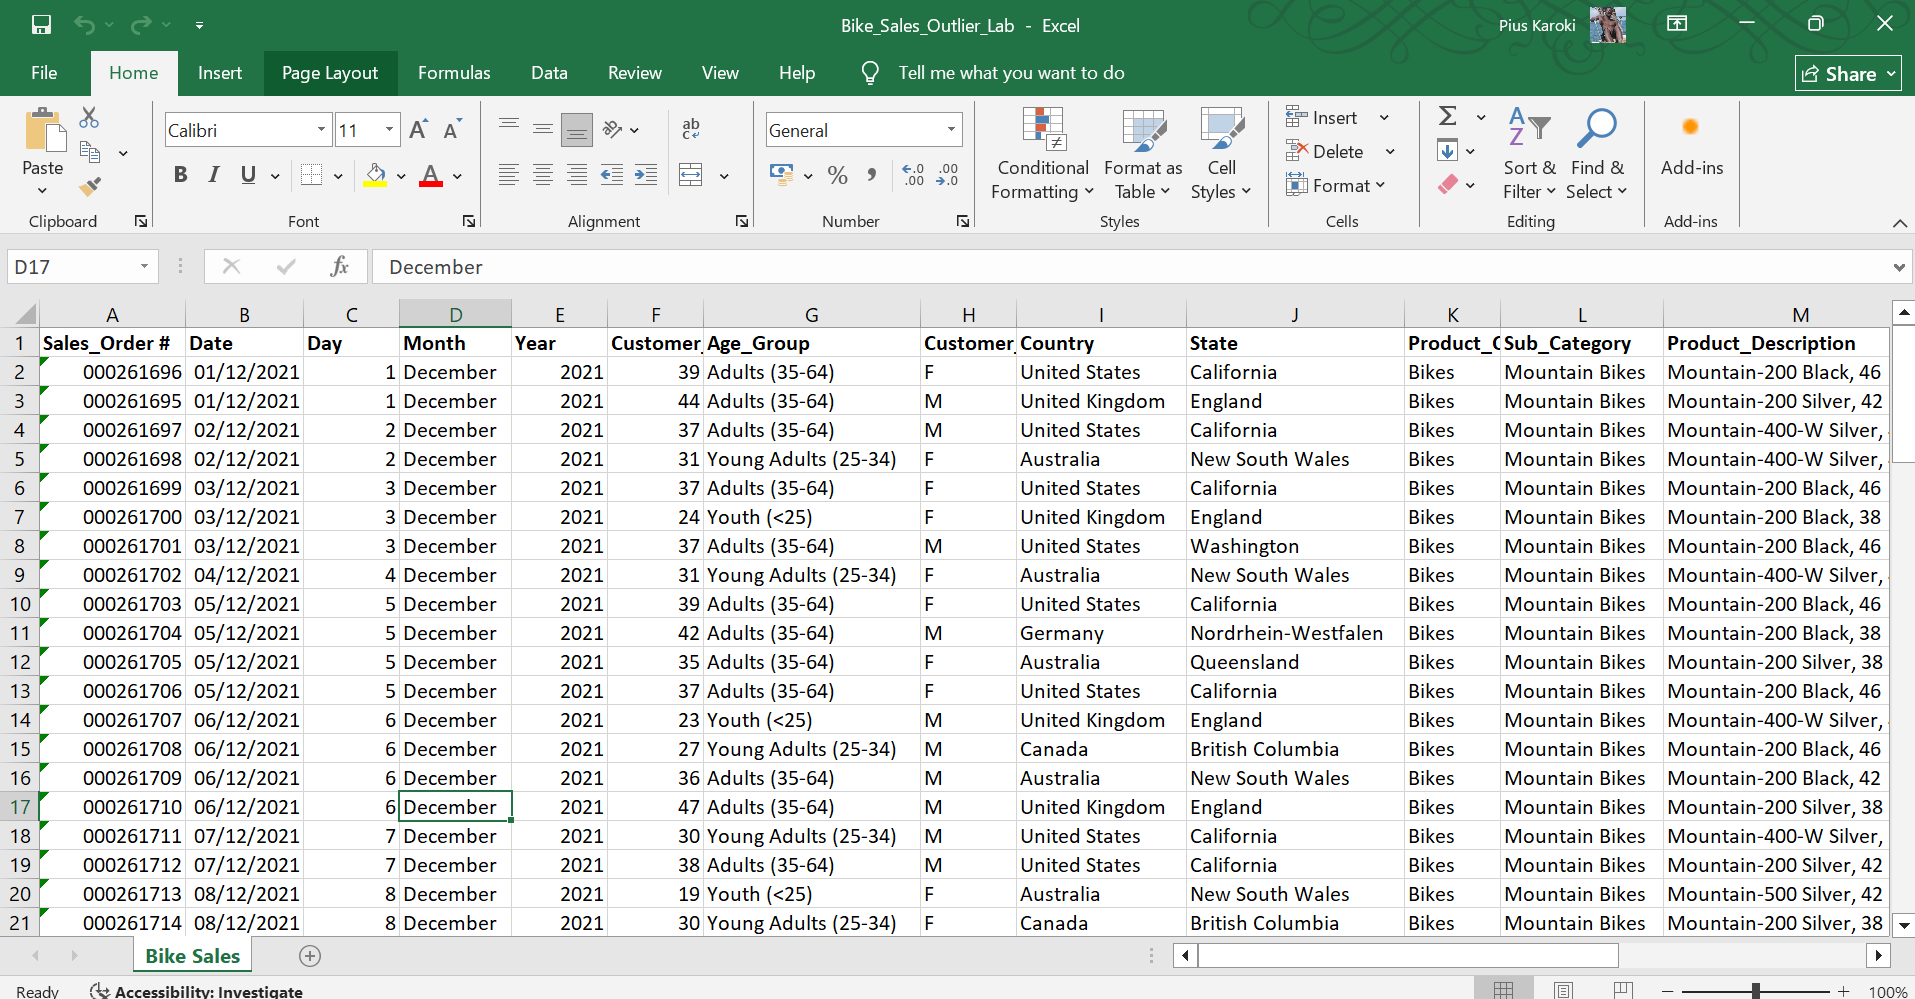 Bike_Sales_Outlier_Lab - Excel Pius Karoki
File Home Insert Page Layout Formulas Data Review View Help Tell me what you want to do Share
Paste Calibri 11 ab c General Conditional Formatting Format as Table Cell Styles Insert Delete Format Sort & Filter Find & Select Add-ins
B I U A % , .00 .0
Clipboard Font Alignment Number Styles Cells Editing Add-ins
D17 fx December
A B C D E F G H I J K L M
1 Sales_Order # Date Day Month Year Customer_ Age_Group Customer_ Country State Product_C Sub_Category Product_Description
2 000261696 01/12/2021 1 December 2021 39 Adults (35-64) F United States California Bikes Mountain Bikes Mountain-200 Black, 46
3 000261695 01/12/2021 1 December 2021 44 Adults (35-64) M United Kingdom England Bikes Mountain Bikes Mountain-200 Silver, 42
4 000261697 02/12/2021 2 December 2021 37 Adults (35-64) M United States California Bikes Mountain Bikes Mountain-400-W Silver,
5 000261698 02/12/2021 2 December 2021 31 Young Adults (25-34) F Australia New South Wales Bikes Mountain Bikes Mountain-400-W Silver,
6 000261699 03/12/2021 3 December 2021 37 Adults (35-64) F United States California Bikes Mountain Bikes Mountain-200 Black, 46
7 000261700 03/12/2021 3 December 2021 24 Youth (<25) F United Kingdom England Bikes Mountain Bikes Mountain-200 Black, 38
8 000261701 03/12/2021 3 December 2021 37 Adults (35-64) M United States Washington Bikes Mountain Bikes Mountain-200 Black, 46
9 000261702 04/12/2021 4 December 2021 31 Young Adults (25-34) F Australia New South Wales Bikes Mountain Bikes Mountain-400-W Silver,
10 000261703 05/12/2021 5 December 2021 39 Adults (35-64) F United States California Bikes Mountain Bikes Mountain-200 Black, 46
11 000261704 05/12/2021 5 December 2021 42 Adults (35-64) M Germany Nordrhein-Westfalen Bikes Mountain Bikes Mountain-200 Black, 38
12 000261705 05/12/2021 5 December 2021 35 Adults (35-64) F Australia Queensland Bikes Mountain Bikes Mountain-200 Silver, 38
13 000261706 05/12/2021 5 December 2021 37 Adults (35-64) F United States California Bikes Mountain Bikes Mountain-200 Black, 46
14 000261707 06/12/2021 6 December 2021 23 Youth (<25) M United Kingdom England Bikes Mountain Bikes Mountain-400-W Silver,
15 000261708 06/12/2021 6 December 2021 27 Young Adults (25-34) M Canada British Columbia Bikes Mountain Bikes Mountain-200 Black, 46
16 000261709 06/12/2021 6 December 2021 36 Adults (35-64) M Australia New South Wales Bikes Mountain Bikes Mountain-200 Black, 42
17 000261710 06/12/2021 6 December 2021 47 Adults (35-64) M United Kingdom England Bikes Mountain Bikes Mountain-200 Silver, 38
18 000261711 07/12/2021 7 December 2021 30 Young Adults (25-34) M United States California Bikes Mountain Bikes Mountain-400-W Silver,
19 000261712 07/12/2021 7 December 2021 38 Adults (35-64) M United States California Bikes Mountain Bikes Mountain-200 Silver, 42
20 000261713 08/12/2021 8 December 2021 19 Youth (<25) F Australia New South Wales Bikes Mountain Bikes Mountain-500 Silver, 42
21 000261714 08/12/2021 8 December 2021 30 Young Adults (25-34) F Canada British Columbia Bikes Mountain Bikes Mountain-200 Silver, 38
Bike Sales
Ready Accessibility: Investigate 100%